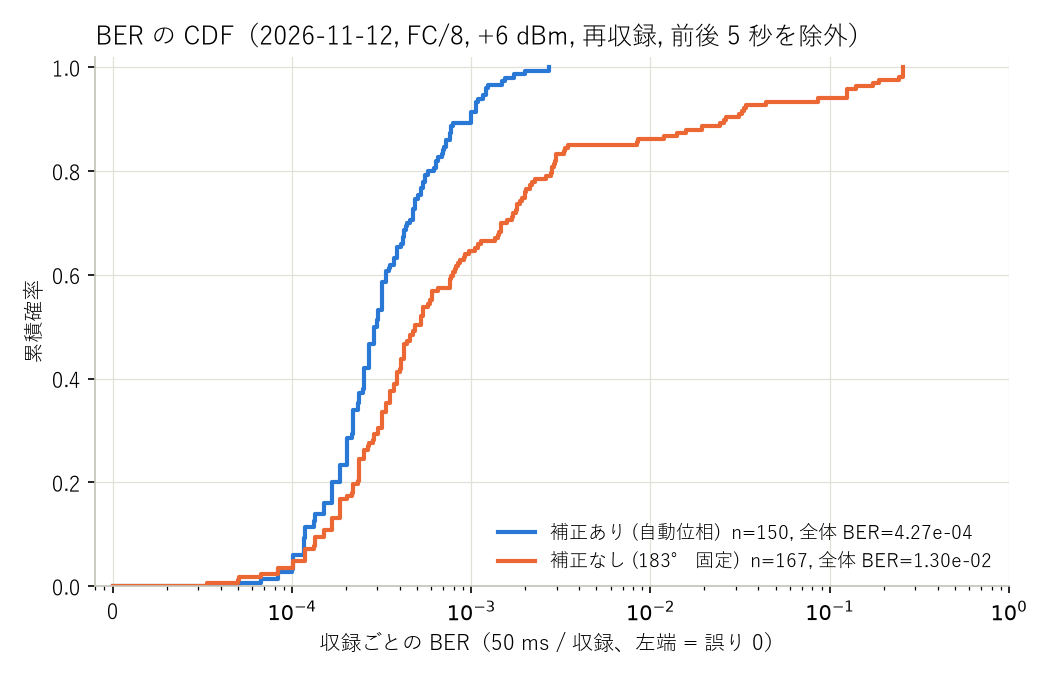 BER の CDF（2026-11-12, FC/8, +6 dBm, 再収録, 前後 5 秒を除外）
累積確率
1.0
0.8
0.6
0.4
0.2
0.0
補正あり (自動位相) n=150, 全体 BER=4.27e-04
補正なし (183° 固定) n=167, 全体 BER=1.30e-02
0 10⁻⁴ 10⁻³ 10⁻² 10⁻¹ 10⁰
収録ごとの BER（50 ms / 収録、左端 = 誤り 0）